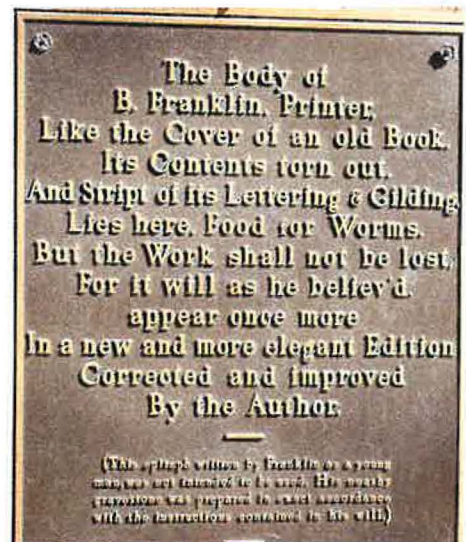 The Body of
B. Franklin, Printer,
Like the Cover of an old Book,
Its Contents torn out,
And Stript of its Lettering & Gilding,
Lies here, Food for Worms.
But the Work shall not be lost;
For it will as he believ'd,
appear once more
In a new and more elegant Edition
Corrected and improved
By the Author.
(This epitaph written by Franklin as a young
man was not intended to be used. His nearby
gravestone was prepared in exact accordance
with the instructions contained in his will.)